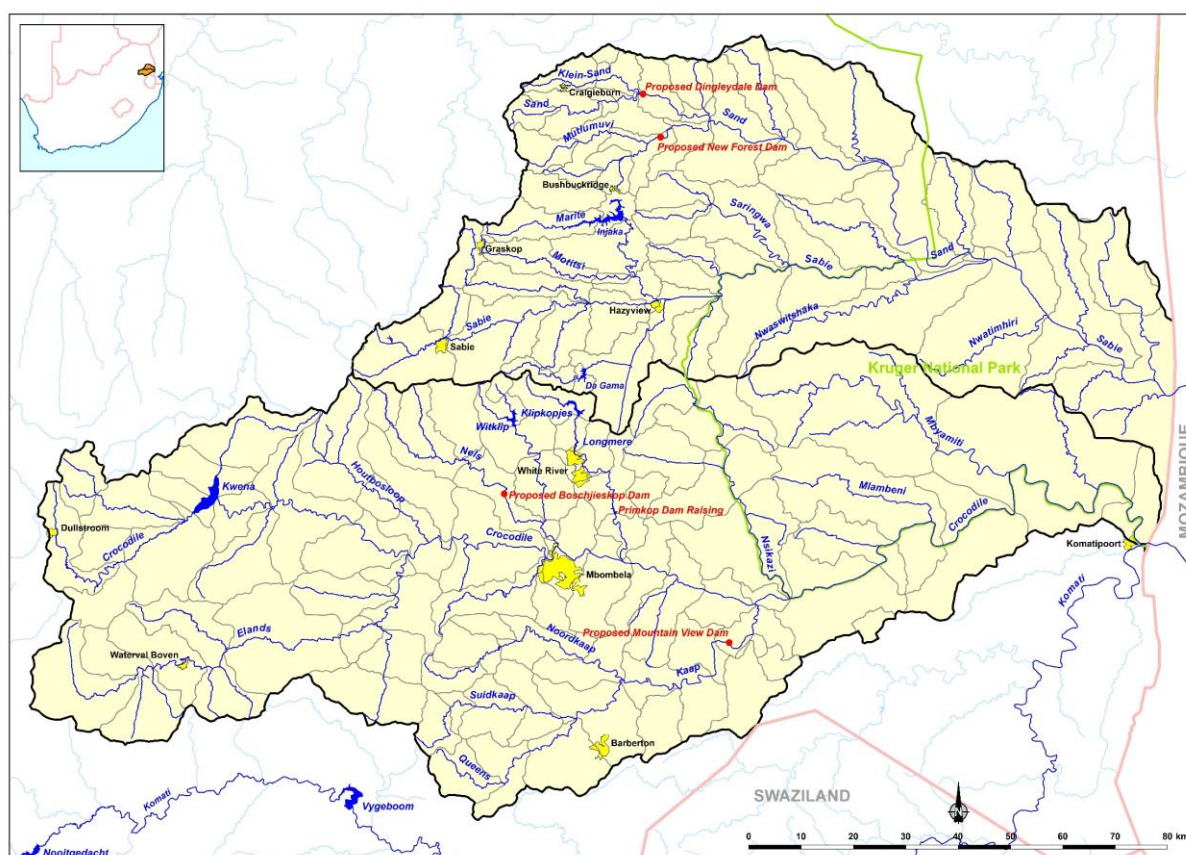 Klein-Sand
Craigieburn
Proposed Dingleydale Dam
Sand
Sand
Mutlumuvi
Proposed New Forest Dam
Bushbuckridge
Marite
Injaka
Saringwa
Graskop
Motitsi
Sabie
Sand
Hazyview
Nwaswitshaka
Sabie
Sabie
Nwatimhiri
Sabie
Kruger National Park
Da Gama
Klipkopjes
Witklip
Longmere
Mbyamiti
MOZAMBIQUE
Nels
White River
Houtbosloop
Kwena
Proposed Boschjieskop Dam
Mlambeni
Primkop Dam Raising
Dullstroom
Crocodile
Crocodile
Crocodile
Nsikazi
Komatipoort
Mbombela
Komati
Elands
Noordkaap
Proposed Mountain View Dam
Waterval Boven
Kaap
Suidkaap
Barberton
Queens
Komati
Vygeboom
SWAZILAND
Nooitgedacht
0 10 20 30 40 50 60 70 80 km